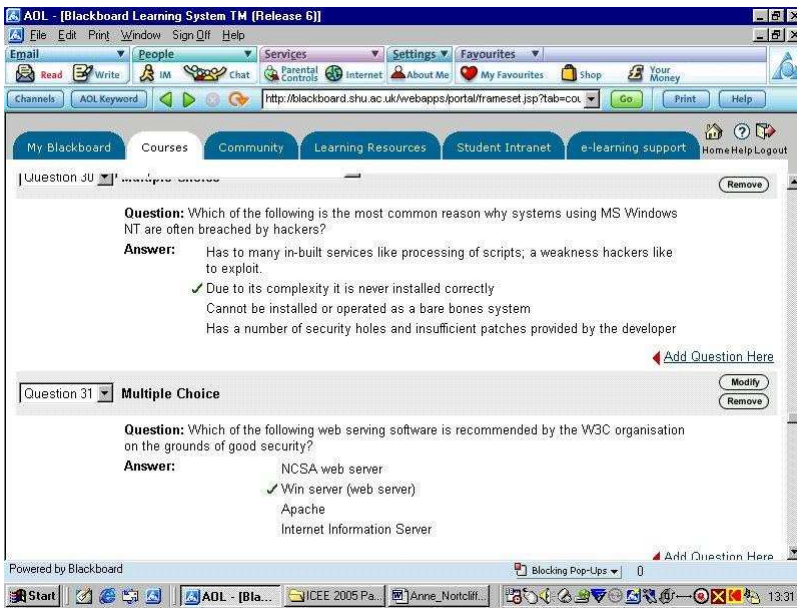 AOL - [Blackboard Learning System TM (Release 6)]
File Edit Print Window Sign Off Help
Email People Services Settings Favourites
Read Write IM Chat Parental Controls Internet About Me My Favourites Shop Your Money
Channels AOL Keyword http://blackboard.shu.ac.uk/webapps/portal/frameset.jsp?tab=cou Go Print Help
My Blackboard Courses Community Learning Resources Student Intranet e-learning support Home Help Logout
Question 30 Multiple Choice Remove
Question: Which of the following is the most common reason why systems using MS Windows
NT are often breached by hackers?
Answer: Has to many in-built services like processing of scripts; a weakness hackers like
to exploit.
Due to its complexity it is never installed correctly
Cannot be installed or operated as a bare bones system
Has a number of security holes and insufficient patches provided by the developer
Add Question Here
Question 31 Multiple Choice Modify
Remove
Question: Which of the following web serving software is recommended by the W3C organisation
on the grounds of good security?
Answer: NCSA web server
Win server (web server)
Apache
Internet Information Server
Add Question Here
Powered by Blackboard Blocking Pop-Ups 0
Start AOL - [Bla... ICEE 2005 Pa... Anne_Nortcliff... 13:31